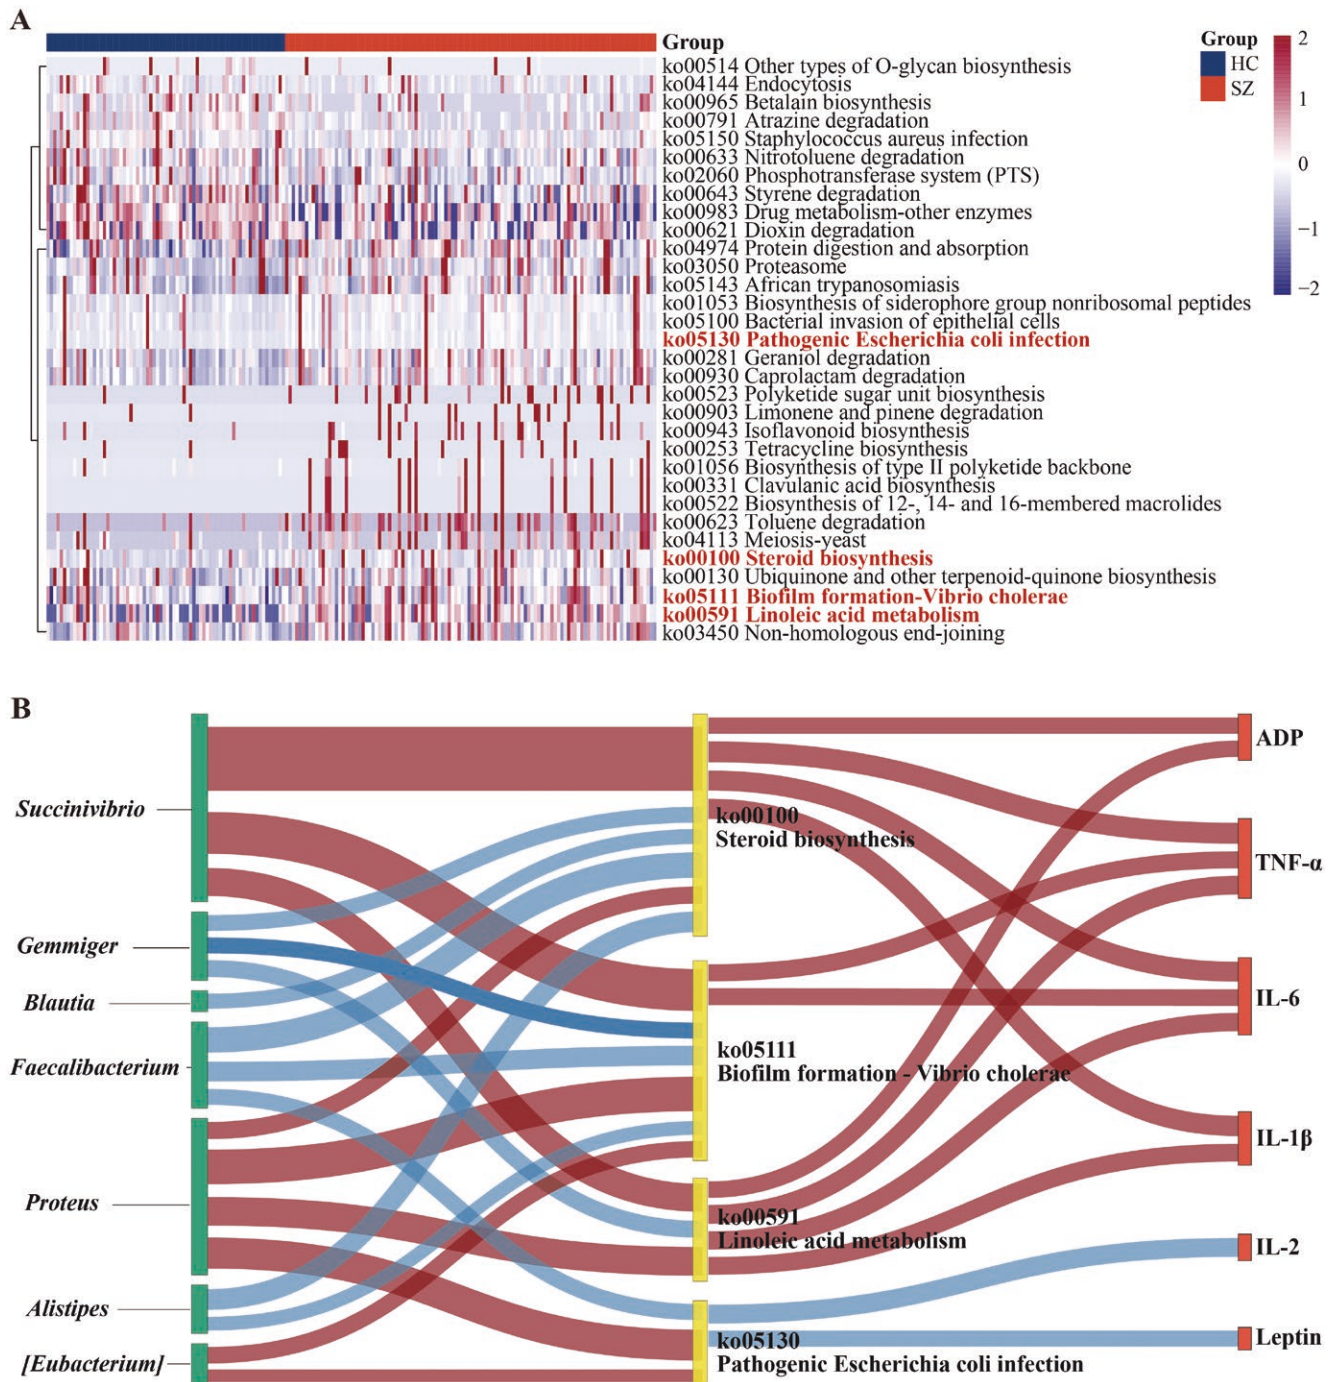 A
Group
ko00514 Other types of O-glycan biosynthesis
ko04144 Endocytosis
ko00965 Betalain biosynthesis
ko00791 Atrazine degradation
ko05150 Staphylococcus aureus infection
ko00633 Nitrotoluene degradation
ko02060 Phosphotransferase system (PTS)
ko00643 Styrene degradation
ko00983 Drug metabolism-other enzymes
ko00621 Dioxin degradation
ko04974 Protein digestion and absorption
ko03050 Proteasome
ko05143 African trypanosomiasis
ko01053 Biosynthesis of siderophore group nonribosomal peptides
ko05100 Bacterial invasion of epithelial cells
ko05130 Pathogenic Escherichia coli infection
ko00281 Geraniol degradation
ko00930 Caprolactam degradation
ko00523 Polyketide sugar unit biosynthesis
ko00903 Limonene and pinene degradation
ko00943 Isoflavonoid biosynthesis
ko00253 Tetracycline biosynthesis
ko01056 Biosynthesis of type II polyketide backbone
ko00331 Clavulanic acid biosynthesis
ko00522 Biosynthesis of 12-, 14- and 16-membered macrolides
ko00623 Toluene degradation
ko04113 Meiosis-yeast
ko00100 Steroid biosynthesis
ko00130 Ubiquinone and other terpenoid-quinone biosynthesis
ko05111 Biofilm formation-Vibrio cholerae
ko00591 Linoleic acid metabolism
ko03450 Non-homologous end-joining
Group
HC
SZ
2
1
0
−1
−2
B
Succinivibrio
Gemmiger
Blautia
Faecalibacterium
Proteus
Alistipes
[Eubacterium]
ko00100
Steroid biosynthesis
ko05111
Biofilm formation - Vibrio cholerae
ko00591
Linoleic acid metabolism
ko05130
Pathogenic Escherichia coli infection
ADP
TNF-α
IL-6
IL-1β
IL-2
Leptin